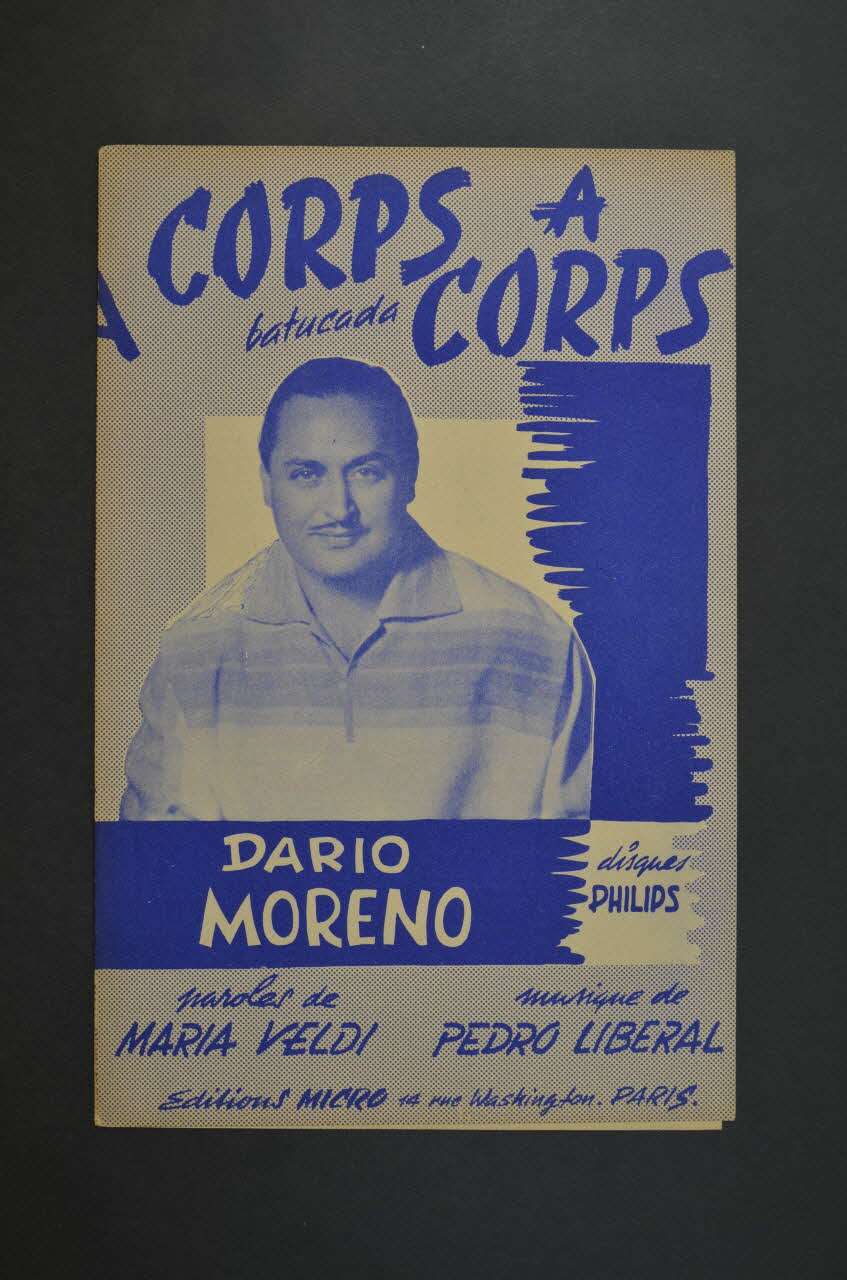 CORPS A
CORPS
batucada
DARIO
MORENO
disques
PHILIPS
paroles de
MARIA VELDI
musique de
PEDRO LIBERAL
Editions MICRO 14 rue Washington. PARIS.